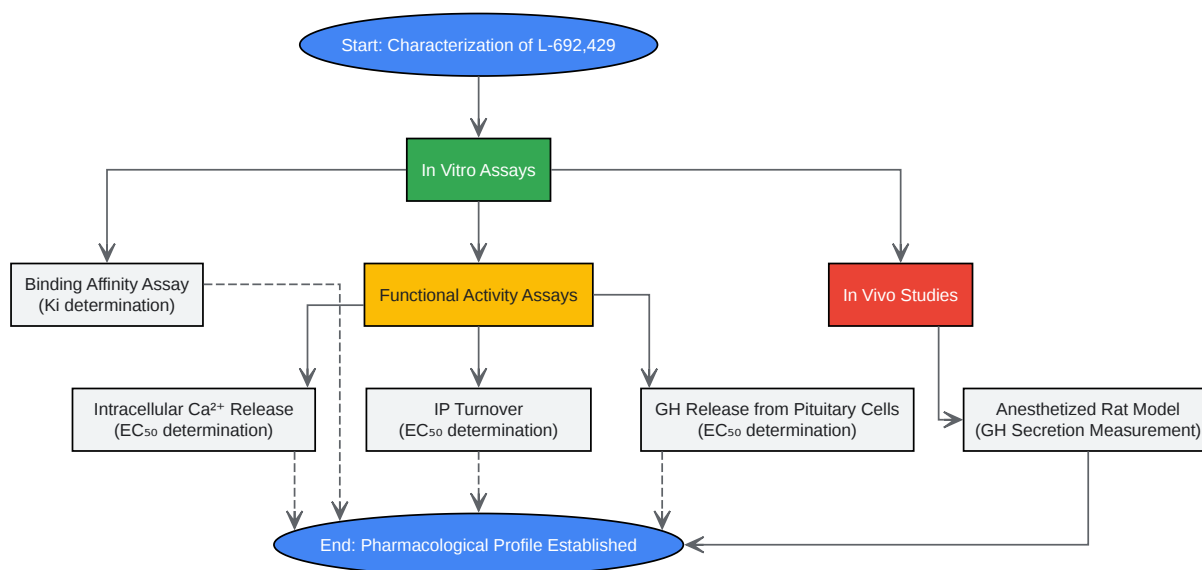 Start: Characterization of L-692,429
In Vitro Assays
Binding Affinity Assay
(Ki determination)
Functional Activity Assays
In Vivo Studies
Intracellular Ca²⁺ Release
(EC₅₀ determination)
IP Turnover
(EC₅₀ determination)
GH Release from Pituitary Cells
(EC₅₀ determination)
Anesthetized Rat Model
(GH Secretion Measurement)
End: Pharmacological Profile Established